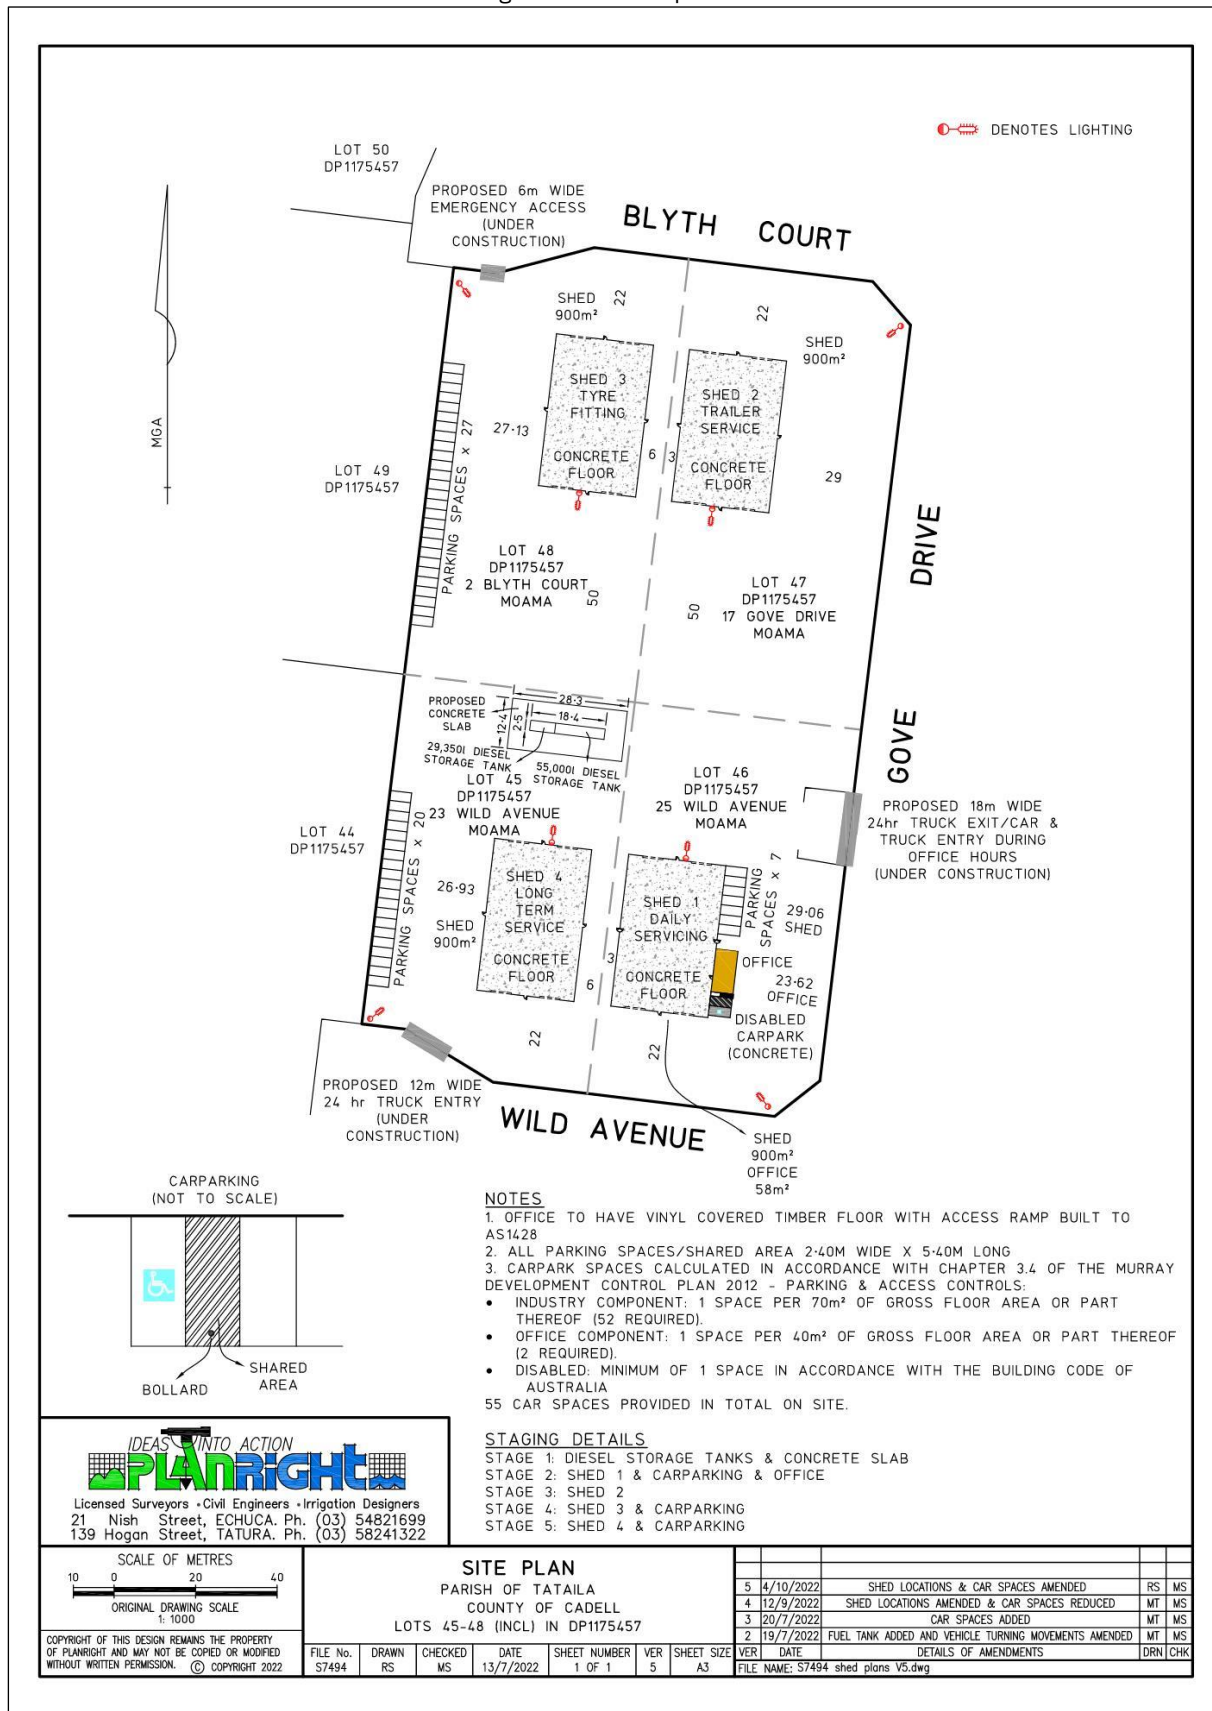 DENOTES LIGHTING
LOT 50
DP1175457
PROPOSED 6m WIDE
EMERGENCY ACCESS
(UNDER
CONSTRUCTION)
BLYTH COURT
MGA
SHED
900m²
22
22
SHED
900m²
SHED 3
TYRE
FITTING
CONCRETE
FLOOR
SHED 2
TRAILER
SERVICE
CONCRETE
FLOOR
27·13
6
3
29
PARKING SPACES x 27
LOT 49
DP1175457
LOT 48
DP1175457
2 BLYTH COURT
MOAMA
50
50
LOT 47
DP1175457
17 GOVE DRIVE
MOAMA
GOVE DRIVE
PROPOSED
CONCRETE
SLAB
28·3
18·4
12·4
2·5
29,350l DIESEL
STORAGE TANK
55,000l DIESEL
STORAGE TANK
LOT 45
DP1175457
23 WILD AVENUE
MOAMA
LOT 46
DP1175457
25 WILD AVENUE
MOAMA
PROPOSED 18m WIDE
24hr TRUCK EXIT/CAR &
TRUCK ENTRY DURING
OFFICE HOURS
(UNDER CONSTRUCTION)
LOT 44
DP1175457
PARKING SPACES x 20
26·93
SHED
900m²
SHED 4
LONG
TERM
SERVICE
CONCRETE
FLOOR
SHED 1
DAILY
SERVICING
CONCRETE
FLOOR
PARKING
SPACES x 7
29·06
SHED
OFFICE
23·62
OFFICE
DISABLED
CARPARK
(CONCRETE)
3
6
22
22
PROPOSED 12m WIDE
24 hr TRUCK ENTRY
(UNDER
CONSTRUCTION)
WILD AVENUE
SHED
900m²
OFFICE
58m²
CARPARKING
(NOT TO SCALE)
BOLLARD
SHARED
AREA
NOTES
1. OFFICE TO HAVE VINYL COVERED TIMBER FLOOR WITH ACCESS RAMP BUILT TO
AS1428
2. ALL PARKING SPACES/SHARED AREA 2·40M WIDE X 5·40M LONG
3. CARPARK SPACES CALCULATED IN ACCORDANCE WITH CHAPTER 3.4 OF THE MURRAY
DEVELOPMENT CONTROL PLAN 2012 - PARKING & ACCESS CONTROLS:
• INDUSTRY COMPONENT: 1 SPACE PER 70m² OF GROSS FLOOR AREA OR PART
THEREOF (52 REQUIRED).
• OFFICE COMPONENT: 1 SPACE PER 40m² OF GROSS FLOOR AREA OR PART THEREOF
(2 REQUIRED).
• DISABLED: MINIMUM OF 1 SPACE IN ACCORDANCE WITH THE BUILDING CODE OF
AUSTRALIA
55 CAR SPACES PROVIDED IN TOTAL ON SITE.
STAGING DETAILS
STAGE 1: DIESEL STORAGE TANKS & CONCRETE SLAB
STAGE 2: SHED 1 & CARPARKING & OFFICE
STAGE 3: SHED 2
STAGE 4: SHED 3 & CARPARKING
STAGE 5: SHED 4 & CARPARKING
IDEAS INTO ACTION
PLANRIGHT
Licensed Surveyors • Civil Engineers • Irrigation Designers
21 Nish Street, ECHUCA. Ph. (03) 54821699
139 Hogan Street, TATURA. Ph. (03) 58241322
SCALE OF METRES
10 0 20 40
ORIGINAL DRAWING SCALE
1: 1000
COPYRIGHT OF THIS DESIGN REMAINS THE PROPERTY
OF PLANRIGHT AND MAY NOT BE COPIED OR MODIFIED
WITHOUT WRITTEN PERMISSION. © COPYRIGHT 2022
SITE PLAN
PARISH OF TATAILA
COUNTY OF CADELL
LOTS 45-48 (INCL) IN DP1175457
FILE No. DRAWN CHECKED DATE SHEET NUMBER VER SHEET SIZE
S7494 RS MS 13/7/2022 1 OF 1 5 A3
5 4/10/2022 SHED LOCATIONS & CAR SPACES AMENDED RS MS
4 12/9/2022 SHED LOCATIONS AMENDED & CAR SPACES REDUCED MT MS
3 20/7/2022 CAR SPACES ADDED MT MS
2 19/7/2022 FUEL TANK ADDED AND VEHICLE TURNING MOVEMENTS AMENDED MT MS
VER DATE DETAILS OF AMENDMENTS DRN CHK
FILE NAME: S7494 shed plans V5.dwg